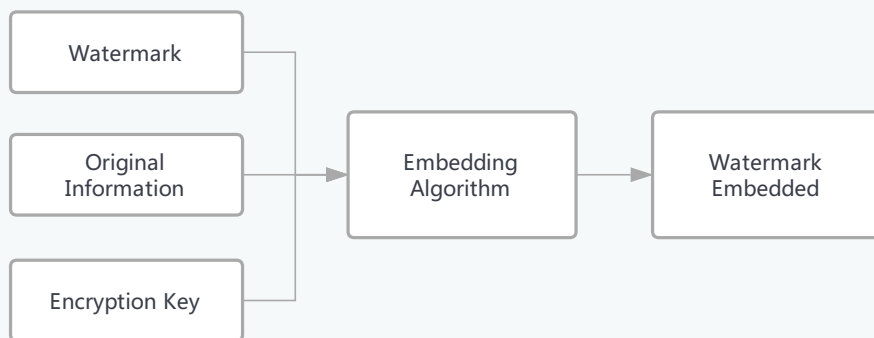 Watermark
Original
Information
Encryption Key
Embedding
Algorithm
Watermark
Embedded